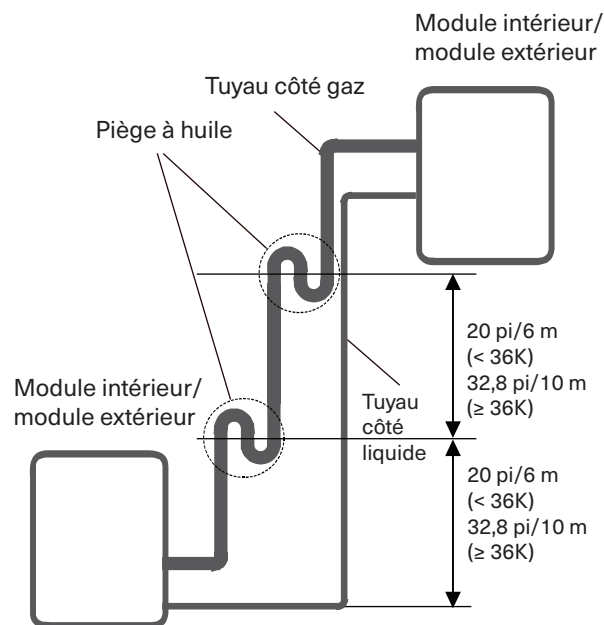 Module intérieur/
module extérieur
Tuyau côté gaz
Piège à huile
20 pi/6 m
(< 36K)
32,8 pi/10 m
(≥ 36K)
Module intérieur/
module extérieur
Tuyau
côté
liquide
20 pi/6 m
(< 36K)
32,8 pi/10 m
(≥ 36K)